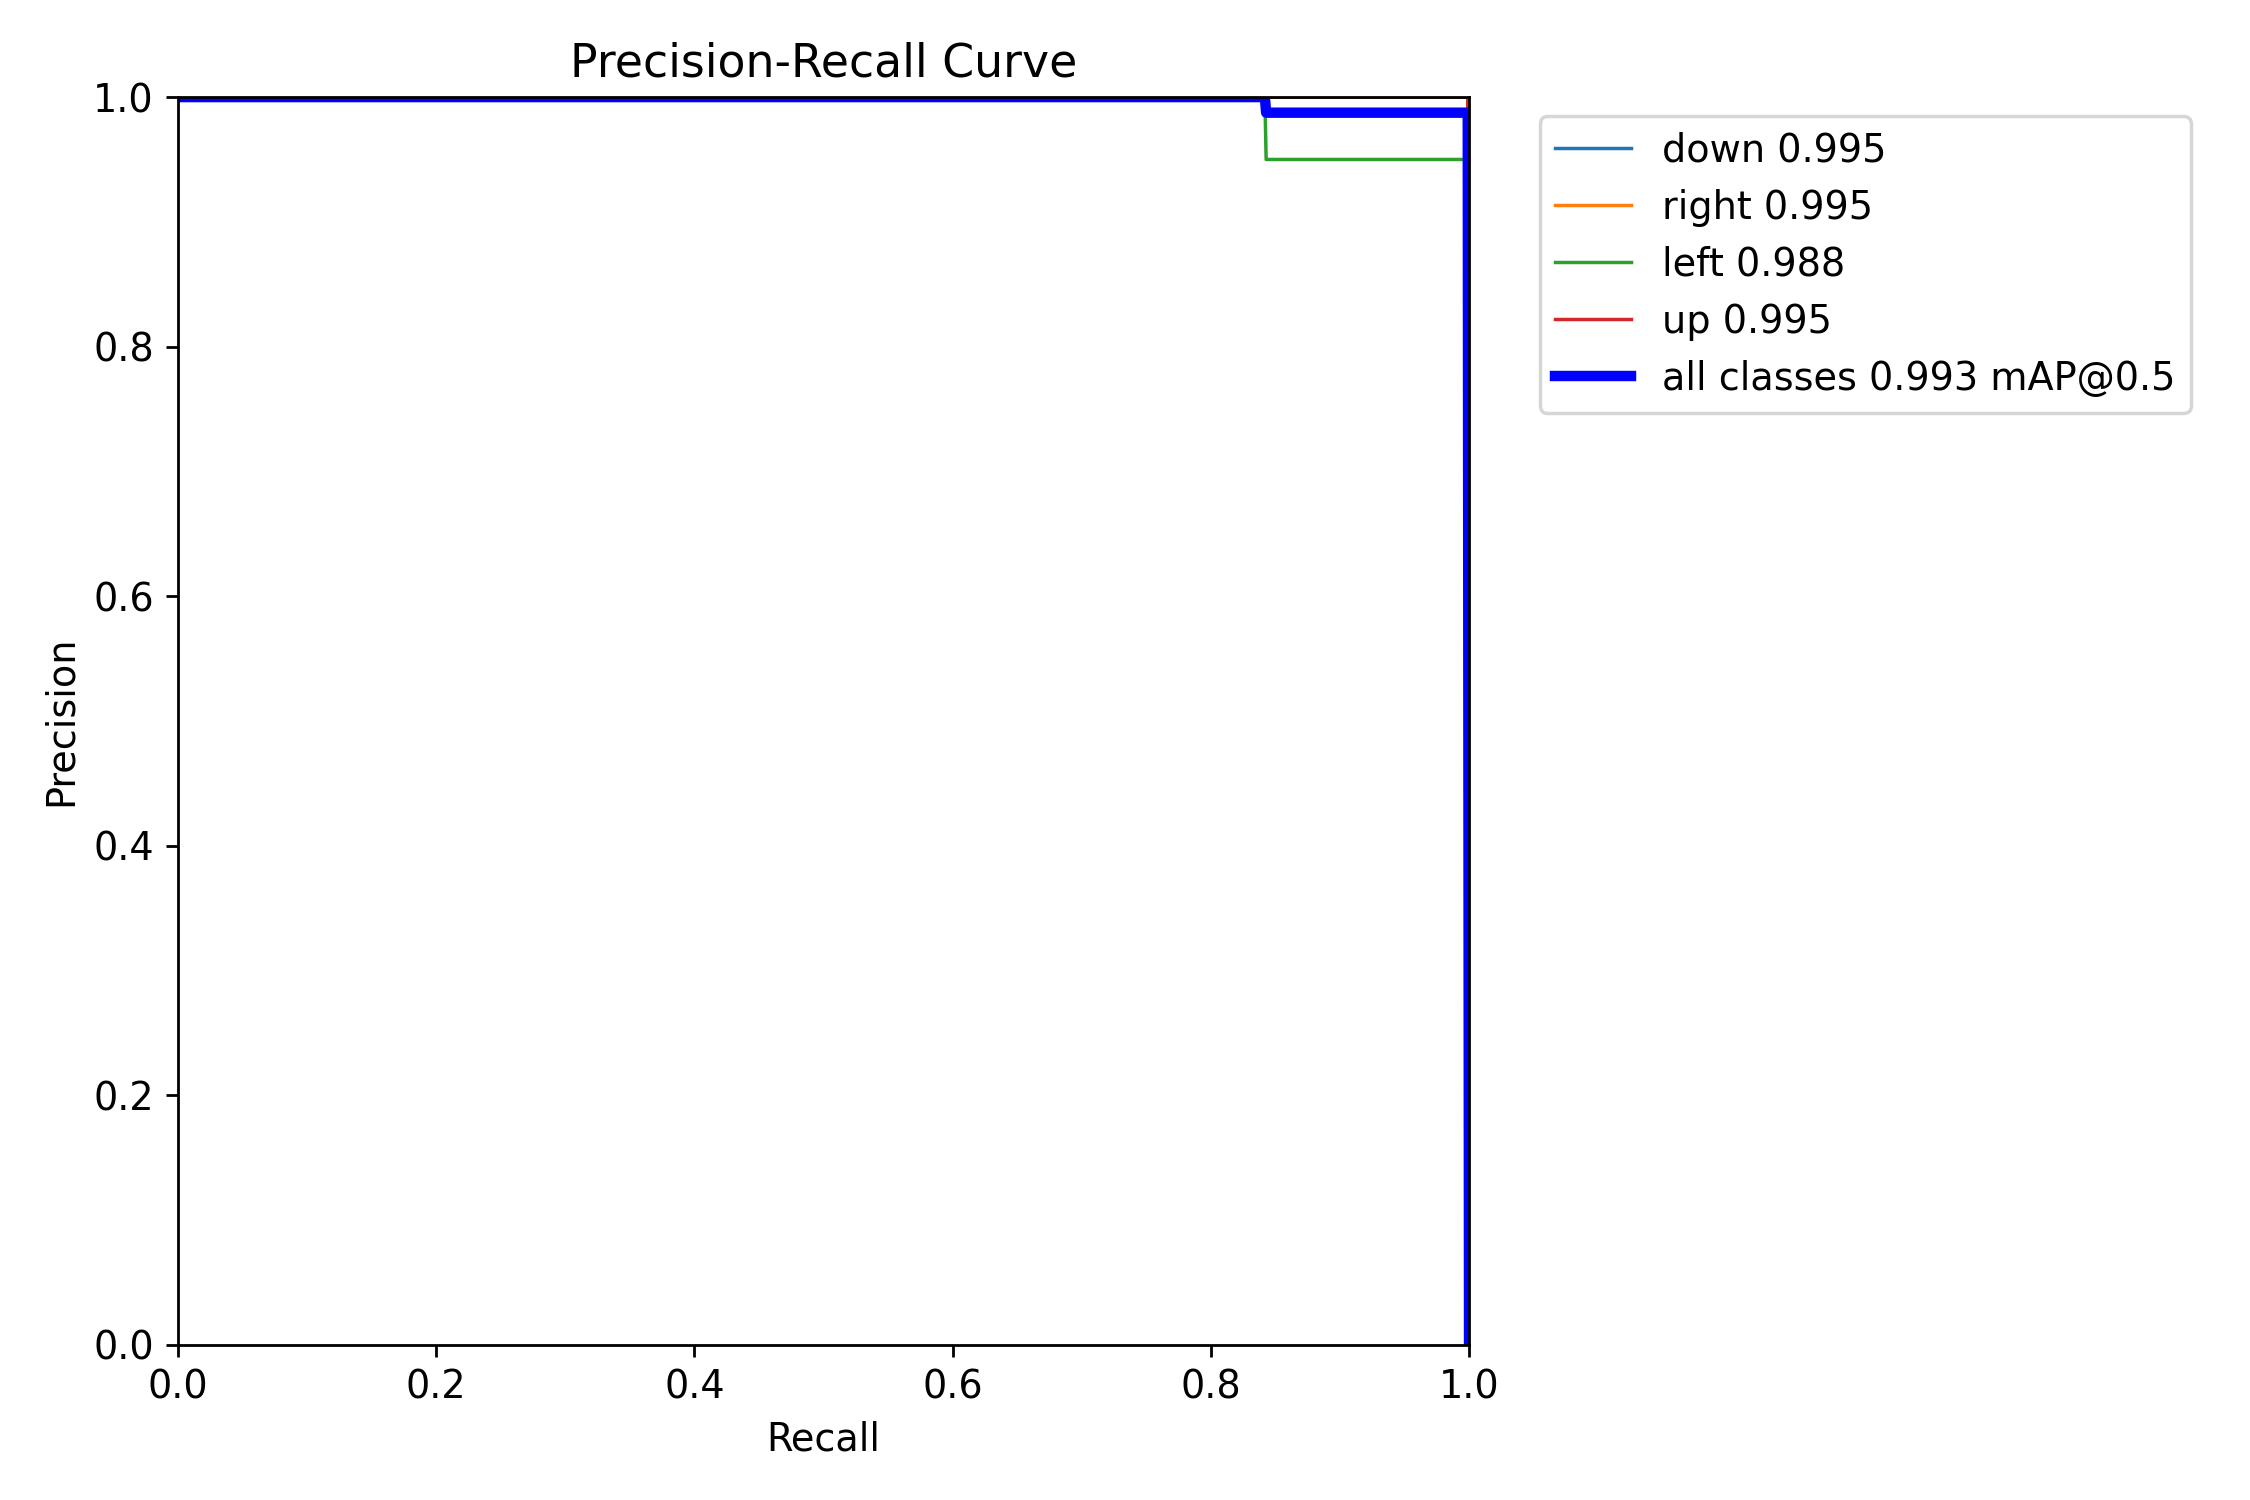 Precision-Recall Curve
1.0
0.8
0.6
0.4
0.2
0.0
Precision
0.0 0.2 0.4 0.6 0.8 1.0
Recall
down 0.995
right 0.995
left 0.988
up 0.995
all classes 0.993 mAP@0.5